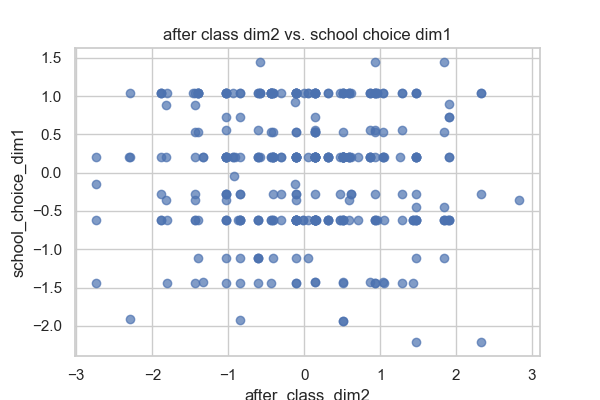 after class dim2 vs. school choice dim1
1.5
1.0
0.5
0.0
−0.5
−1.0
−1.5
−2.0
school_choice_dim1
−3 −2 −1 0 1 2 3
after_class_dim2